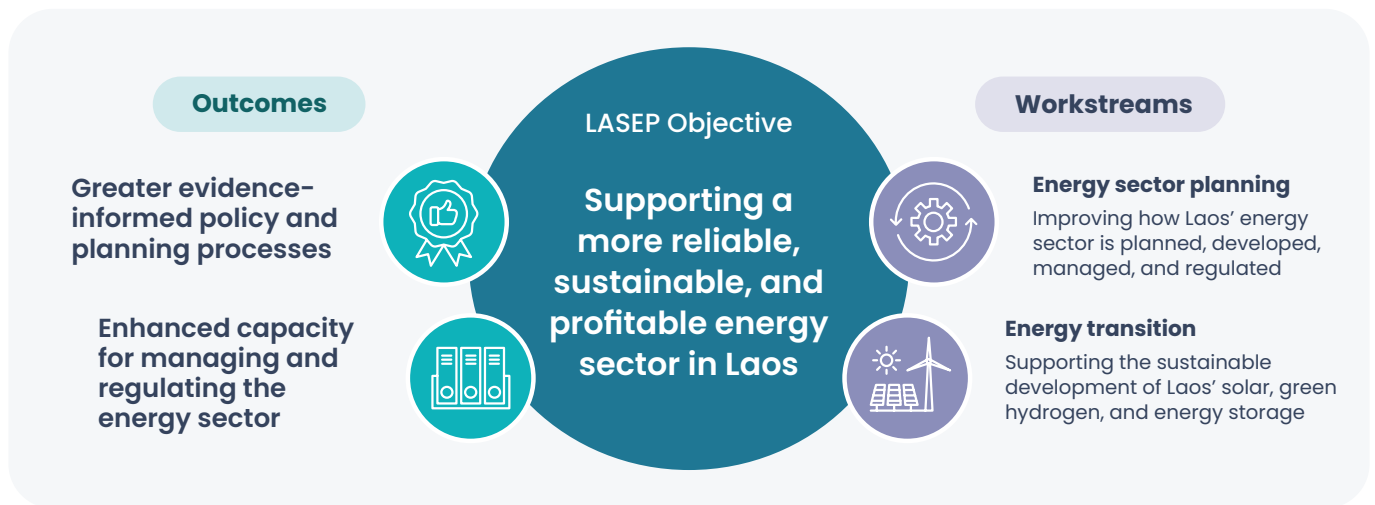 Outcomes
Greater evidence-
informed policy and
planning processes
Enhanced capacity
for managing and
regulating the
energy sector
LASEP Objective
Supporting a
more reliable,
sustainable, and
profitable energy
sector in Laos
Workstreams
Energy sector planning
Improving how Laos’ energy
sector is planned, developed,
managed, and regulated
Energy transition
Supporting the sustainable
development of Laos’ solar, green
hydrogen, and energy storage